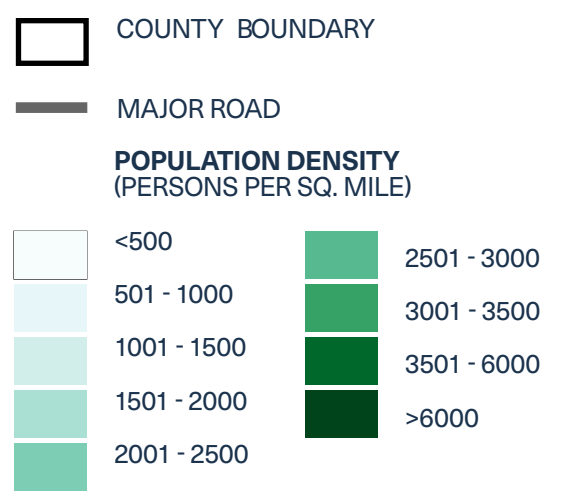 COUNTY BOUNDARY
MAJOR ROAD
POPULATION DENSITY
(PERSONS PER SQ. MILE)
<500
501 - 1000
1001 - 1500
1501 - 2000
2001 - 2500
2501 - 3000
3001 - 3500
3501 - 6000
>6000